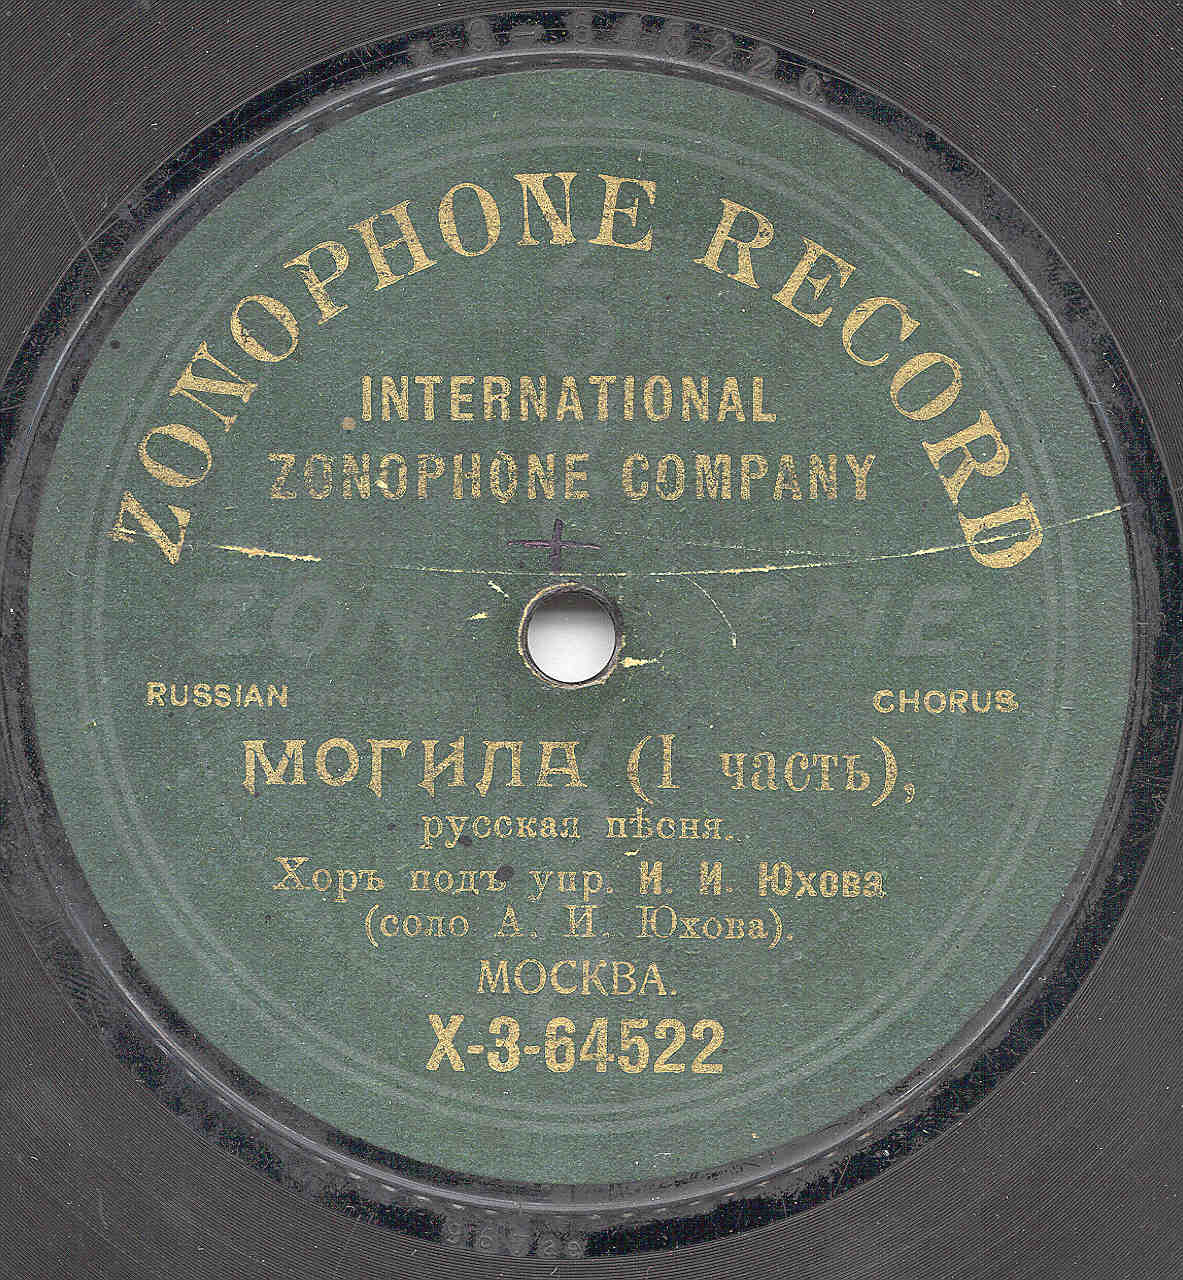 ZONOPHONE RECORD
INTERNATIONAL
ZONOPHONE COMPANY
RUSSIAN
CHORUS
МОГИЛА (I часть),
русская пѣсня.
Хоръ подъ упр. И. И. Юхова
(соло А. И. Юхова).
МОСКВА.
X-3-64522